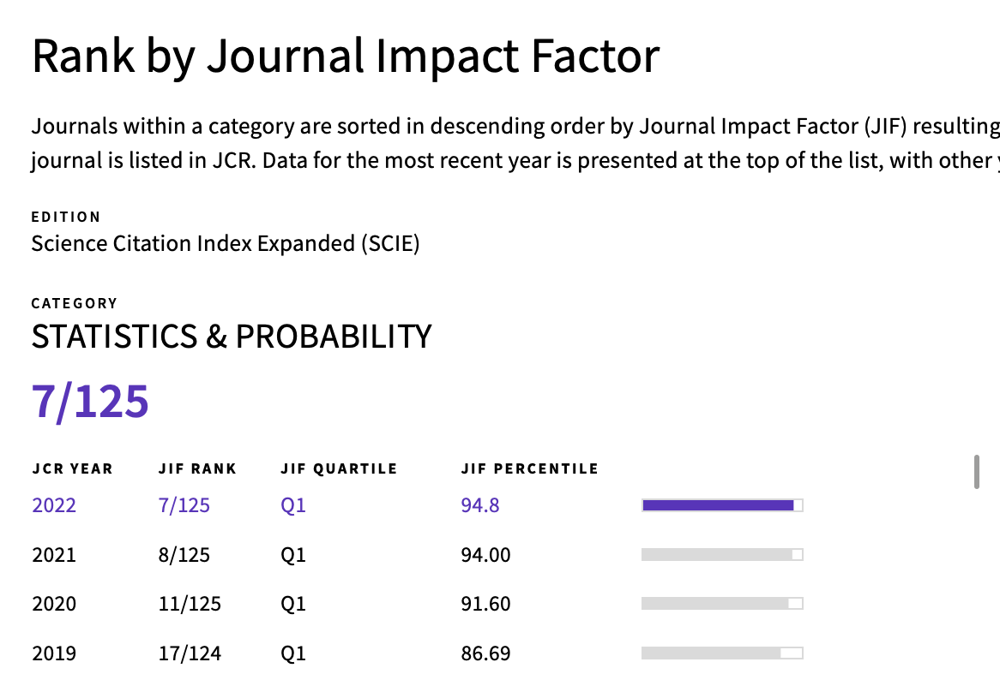 Rank by Journal Impact Factor
Journals within a category are sorted in descending order by Journal Impact Factor (JIF) resulting
journal is listed in JCR. Data for the most recent year is presented at the top of the list, with other
EDITION
Science Citation Index Expanded (SCIE)
CATEGORY
STATISTICS & PROBABILITY
7/125
JCR YEAR JIF RANK JIF QUARTILE JIF PERCENTILE
2022 7/125 Q1 94.8
2021 8/125 Q1 94.00
2020 11/125 Q1 91.60
2019 17/124 Q1 86.69